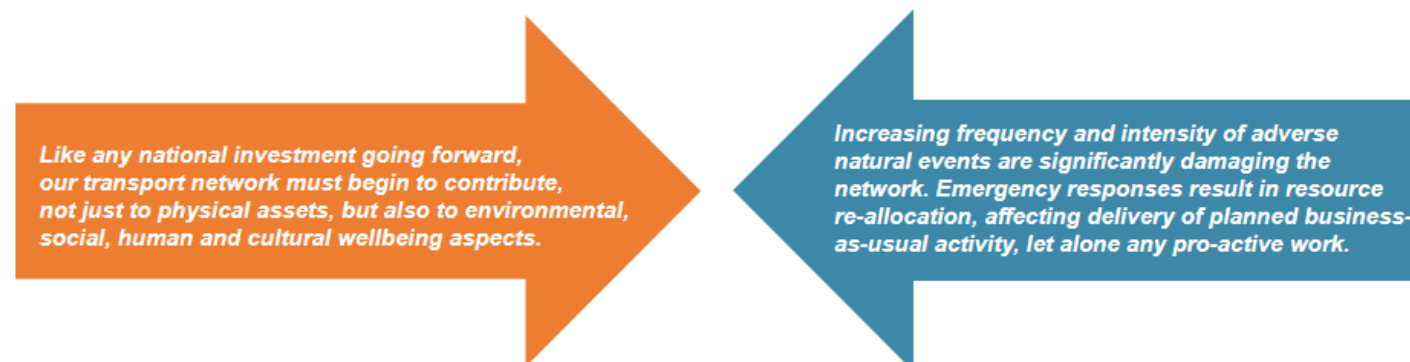 Like any national investment going forward,
our transport network must begin to contribute,
not just to physical assets, but also to environmental,
social, human and cultural wellbeing aspects.
Increasing frequency and intensity of adverse
natural events are significantly damaging the
network. Emergency responses result in resource
re-allocation, affecting delivery of planned business-
as-usual activity, let alone any pro-active work.